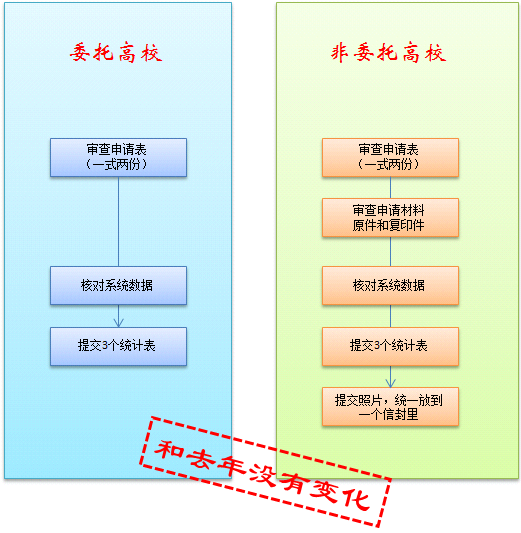 委托高校
审查申请表
（一式两份）
核对系统数据
提交3个统计表
非委托高校
审查申请表
（一式两份）
审查申请材料
原件和复印件
核对系统数据
提交3个统计表
提交照片，统一放到
一个信封里
和去年没有变化